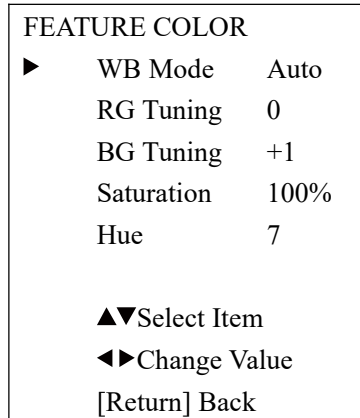 FEATURE COLOR
▶ WB Mode Auto
RG Tuning 0
BG Tuning +1
Saturation 100%
Hue 7
▲▼Select Item
◀▶Change Value
[Return] Back